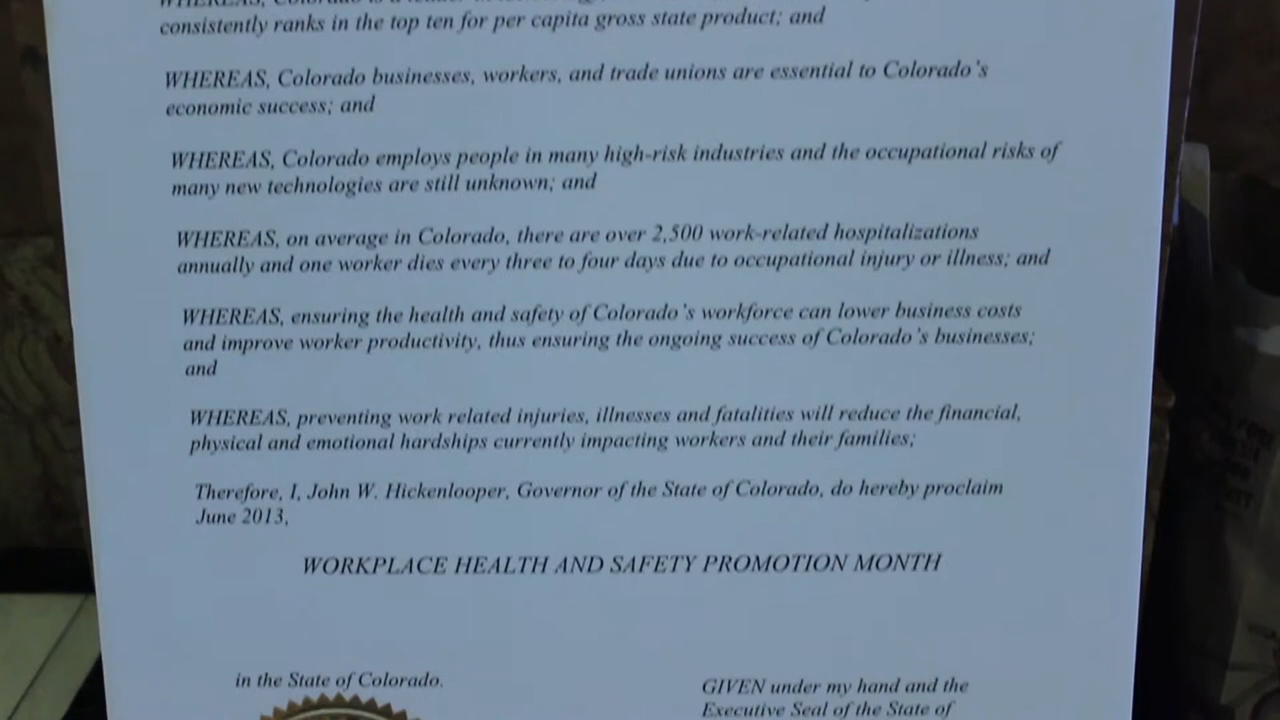 WHEREAS, Colorado is a leader in
consistently ranks in the top ten for per capita gross state product; and
WHEREAS, Colorado businesses, workers, and trade unions are essential to Colorado's
economic success; and
WHEREAS, Colorado employs people in many high-risk industries and the occupational risks of
many new technologies are still unknown; and
WHEREAS, on average in Colorado, there are over 2,500 work-related hospitalizations
annually and one worker dies every three to four days due to occupational injury or illness; and
WHEREAS, ensuring the health and safety of Colorado's workforce can lower business costs
and improve worker productivity, thus ensuring the ongoing success of Colorado's businesses;
and
WHEREAS, preventing work related injuries, illnesses and fatalities will reduce the financial,
physical and emotional hardships currently impacting workers and their families;
Therefore, I, John W. Hickenlooper, Governor of the State of Colorado, do hereby proclaim
June 2013,
WORKPLACE HEALTH AND SAFETY PROMOTION MONTH
in the State of Colorado.
GIVEN under my hand and the
Executive Seal of the State of